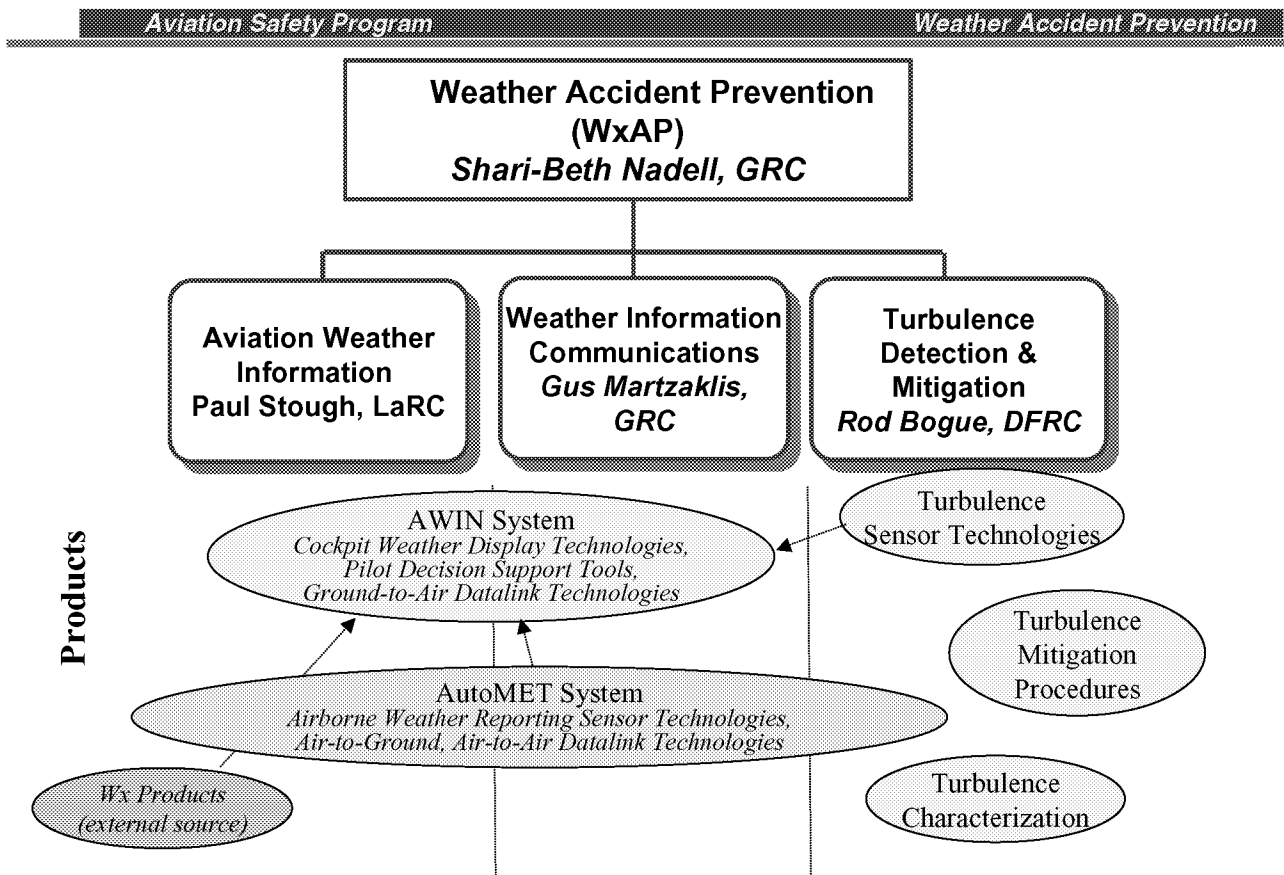 Aviation Safety Program
Weather Accident Prevention
Weather Accident Prevention
(WxAP)
Shari-Beth Nadell, GRC
Aviation Weather
Information
Paul Stough, LaRC
Weather Information
Communications
Gus Martzaklis,
GRC
Turbulence
Detection &
Mitigation
Rod Bogue, DFRC
Products
AWIN System
Cockpit Weather Display Technologies,
Pilot Decision Support Tools,
Ground-to-Air Datalink Technologies
Turbulence
Sensor Technologies
Turbulence
Mitigation
Procedures
AutoMET System
Airborne Weather Reporting Sensor Technologies,
Air-to-Ground, Air-to-Air Datalink Technologies
Wx Products
(external source)
Turbulence
Characterization